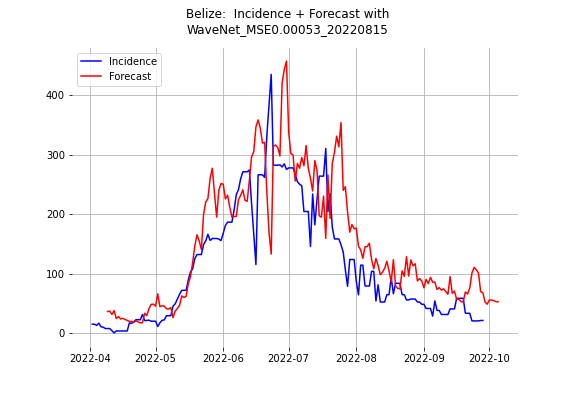 Belize:  Incidence + Forecast with
WaveNet_MSE0.00053_20220815
Incidence
Forecast
400
300
200
100
0
2022-04 2022-05 2022-06 2022-07 2022-08 2022-09 2022-10